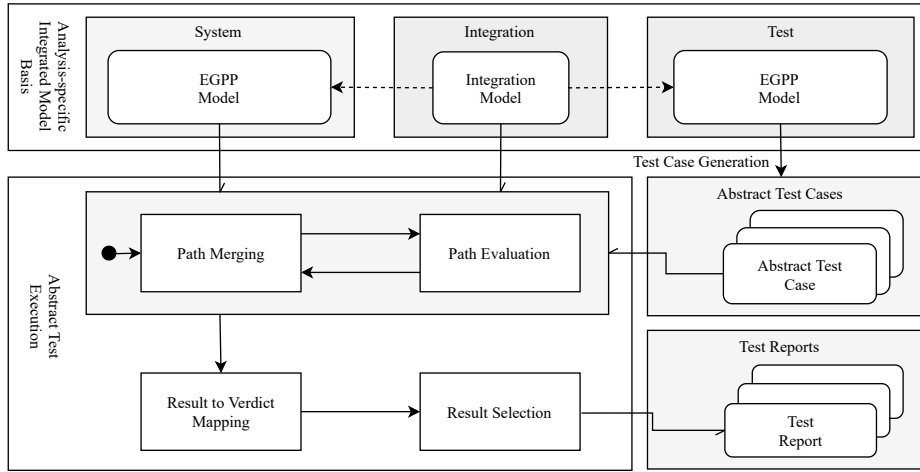 Analysis-specific
Integrated Model
Basis
System
EGPP
Model
Integration
Integration
Model
Test
EGPP
Model
Test Case Generation
Abstract Test
Execution
Path Merging
Path Evaluation
Abstract Test Cases
Abstract Test
Case
Result to Verdict
Mapping
Result Selection
Test Reports
Test
Report